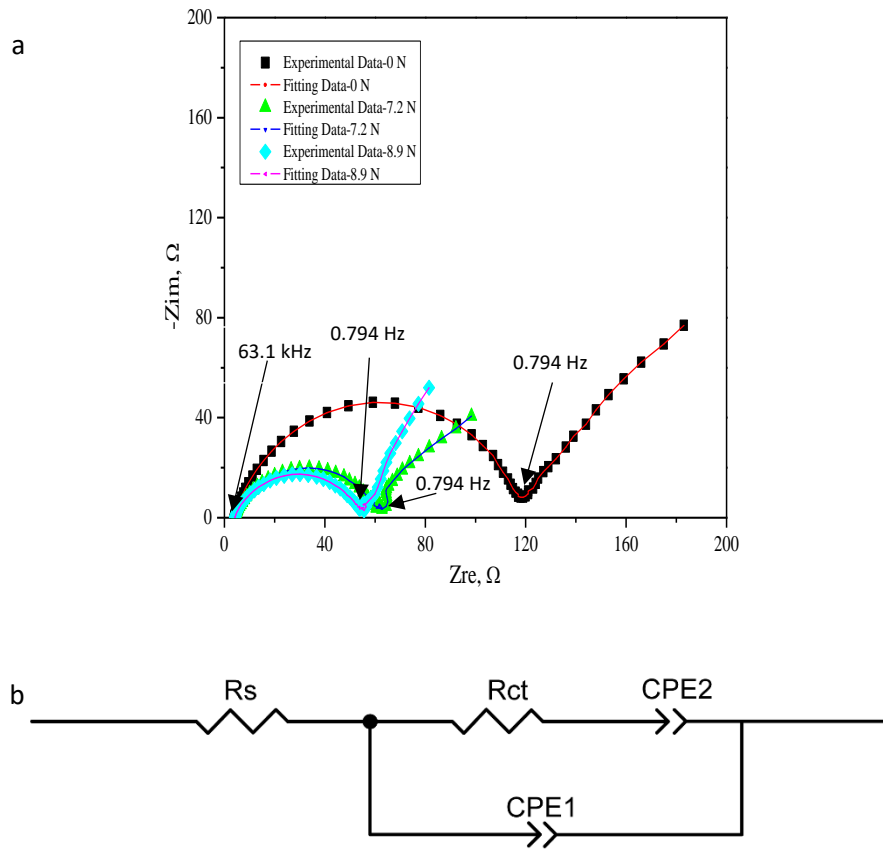 a
200
160
120
80
40
0
-Zim, Ω
Experimental Data-0 N
Fitting Data-0 N
Experimental Data-7.2 N
Fitting Data-7.2 N
Experimental Data-8.9 N
Fitting Data-8.9 N
63.1 kHz
0.794 Hz
0.794 Hz
0.794 Hz
0 40 80 120 160 200
Zre, Ω
b
Rs
Rct
CPE2
CPE1